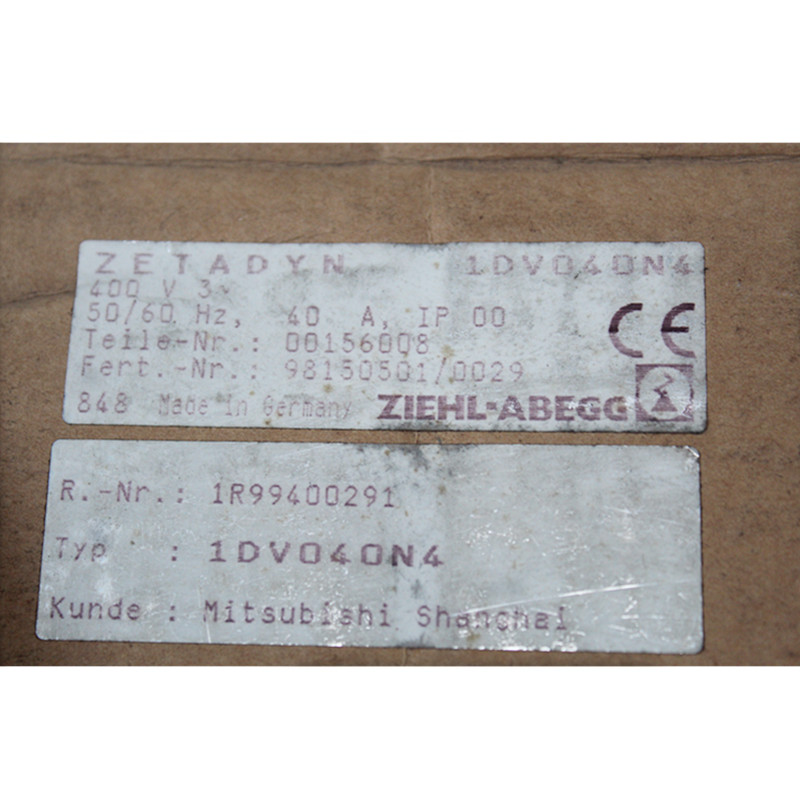 ZETADYN 1DV040N4
400 V 3~
50/60 Hz, 40 A, IP 00
Teile-Nr.: 00156008
Fert.-Nr.: 98150501/0029
848 Made in Germany ZIEHL-ABEGG
CE
R.-Nr.: 1R99400291
Typ : 1DV040N4
Kunde : Mitsubishi Shanghai